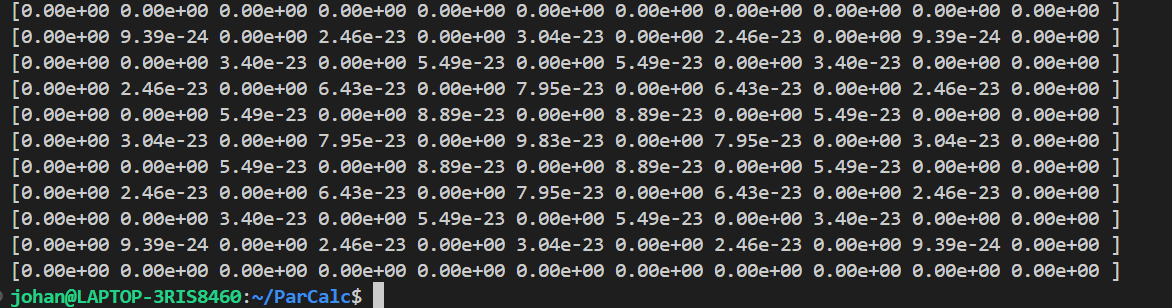 [0.00e+00 0.00e+00 0.00e+00 0.00e+00 0.00e+00 0.00e+00 0.00e+00 0.00e+00 0.00e+00 0.00e+00 0.00e+00 ]
[0.00e+00 9.39e-24 0.00e+00 2.46e-23 0.00e+00 3.04e-23 0.00e+00 2.46e-23 0.00e+00 9.39e-24 0.00e+00 ]
[0.00e+00 0.00e+00 3.40e-23 0.00e+00 5.49e-23 0.00e+00 5.49e-23 0.00e+00 3.40e-23 0.00e+00 0.00e+00 ]
[0.00e+00 2.46e-23 0.00e+00 6.43e-23 0.00e+00 7.95e-23 0.00e+00 6.43e-23 0.00e+00 2.46e-23 0.00e+00 ]
[0.00e+00 0.00e+00 5.49e-23 0.00e+00 8.89e-23 0.00e+00 8.89e-23 0.00e+00 5.49e-23 0.00e+00 0.00e+00 ]
[0.00e+00 3.04e-23 0.00e+00 7.95e-23 0.00e+00 9.83e-23 0.00e+00 7.95e-23 0.00e+00 3.04e-23 0.00e+00 ]
[0.00e+00 0.00e+00 5.49e-23 0.00e+00 8.89e-23 0.00e+00 8.89e-23 0.00e+00 5.49e-23 0.00e+00 0.00e+00 ]
[0.00e+00 2.46e-23 0.00e+00 6.43e-23 0.00e+00 7.95e-23 0.00e+00 6.43e-23 0.00e+00 2.46e-23 0.00e+00 ]
[0.00e+00 0.00e+00 3.40e-23 0.00e+00 5.49e-23 0.00e+00 5.49e-23 0.00e+00 3.40e-23 0.00e+00 0.00e+00 ]
[0.00e+00 9.39e-24 0.00e+00 2.46e-23 0.00e+00 3.04e-23 0.00e+00 2.46e-23 0.00e+00 9.39e-24 0.00e+00 ]
[0.00e+00 0.00e+00 0.00e+00 0.00e+00 0.00e+00 0.00e+00 0.00e+00 0.00e+00 0.00e+00 0.00e+00 0.00e+00 ]
johan@LAPTOP-3RIS8460:~/ParCalc$